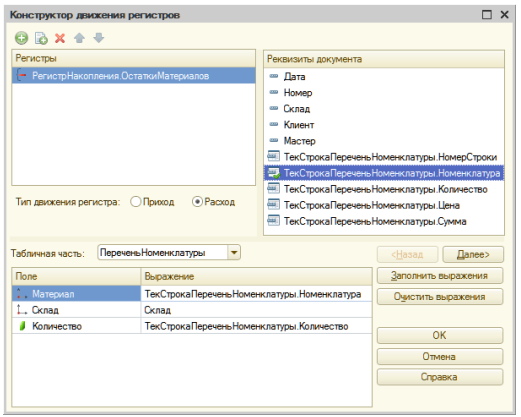 Конструктор движения регистров
Регистры
РегистрНакопления.ОстаткиМатериалов
Тип движения регистра:
Приход
Расход
Реквизиты документа
Дата
Номер
Склад
Клиент
Мастер
ТекСтрокаПереченьНоменклатуры.НомерСтроки
ТекСтрокаПереченьНоменклатуры.Номенклатура
ТекСтрокаПереченьНоменклатуры.Количество
ТекСтрокаПереченьНоменклатуры.Цена
ТекСтрокаПереченьНоменклатуры.Сумма
Табличная часть:
ПереченьНоменклатуры
<Назад
Далее>
Поле
Выражение
Материал
ТекСтрокаПереченьНоменклатуры.Номенклатура
Склад
Склад
Количество
ТекСтрокаПереченьНоменклатуры.Количество
Заполнить выражения
Очистить выражения
OK
Отмена
Справка